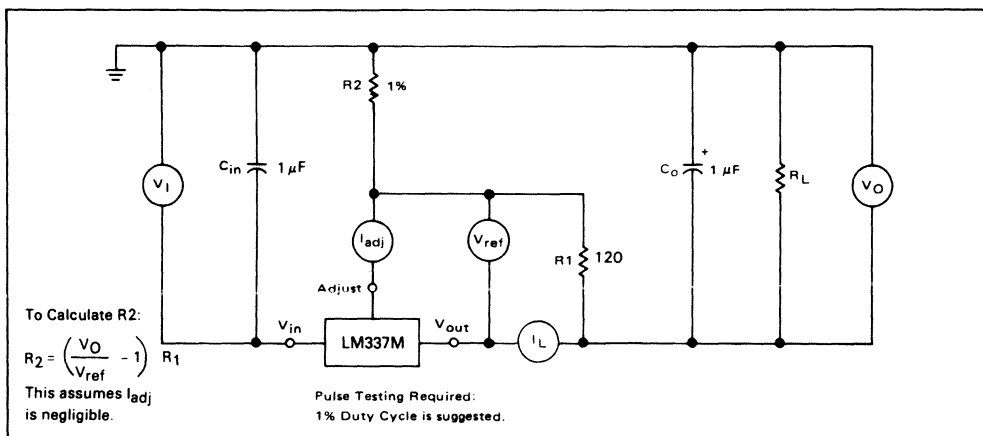 R2 1%
Cin 1 μF
+
CO 1 μF
RL
VI
VO
Iadj
Vref
R1 120
Adjust
Vin
Vout
IL
LM337M
To Calculate R2:
R2 = (VO/Vref - 1) R1
This assumes Iadj
is negligible.
Pulse Testing Required:
1% Duty Cycle is suggested.